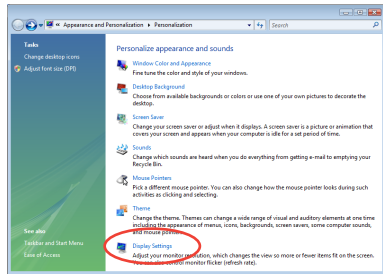 « Appearance and Personalization ▸ Personalization
Search
Tasks
Change desktop icons
Adjust font size (DPI)
Personalize appearance and sounds
Window Color and Appearance
Fine tune the color and style of your windows.
Desktop Background
Choose from available backgrounds or colors or use one of your own pictures to decorate the
desktop.
Screen Saver
Change your screen saver or adjust when it displays. A screen saver is a picture or animation that
covers your screen and appears when your computer is idle for a set period of time.
Sounds
Change which sounds are heard when you do everything from getting e-mail to emptying your
Recycle Bin.
Mouse Pointers
Pick a different mouse pointer. You can also change how the mouse pointer looks during such
activities as clicking and selecting.
Theme
Change the theme. Themes can change a wide range of visual and auditory elements at one time
including the appearance of menus, icons, backgrounds, screen savers, some computer sounds,
and mouse pointers.
See also
Taskbar and Start Menu
Ease of Access
Display Settings
Adjust your monitor resolution, which changes the view so more or fewer items fit on the screen.
You can also control monitor flicker (refresh rate).